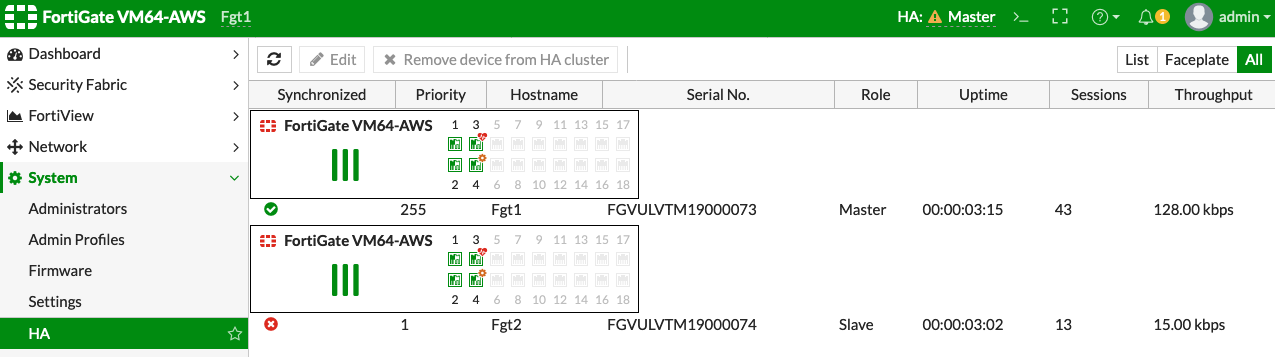 FortiGate VM64-AWS Fgt1 HA: Master >_ ? 1 admin
Dashboard
Security Fabric
FortiView
Network
System
Administrators
Admin Profiles
Firmware
Settings
HA
Edit Remove device from HA cluster List Faceplate All
Synchronized Priority Hostname Serial No. Role Uptime Sessions Throughput
FortiGate VM64-AWS 1 3 5 7 9 11 13 15 17
2 4 6 8 10 12 14 16 18
255 Fgt1 FGVULVTM19000073 Master 00:00:03:15 43 128.00 kbps
FortiGate VM64-AWS 1 3 5 7 9 11 13 15 17
2 4 6 8 10 12 14 16 18
1 Fgt2 FGVULVTM19000074 Slave 00:00:03:02 13 15.00 kbps